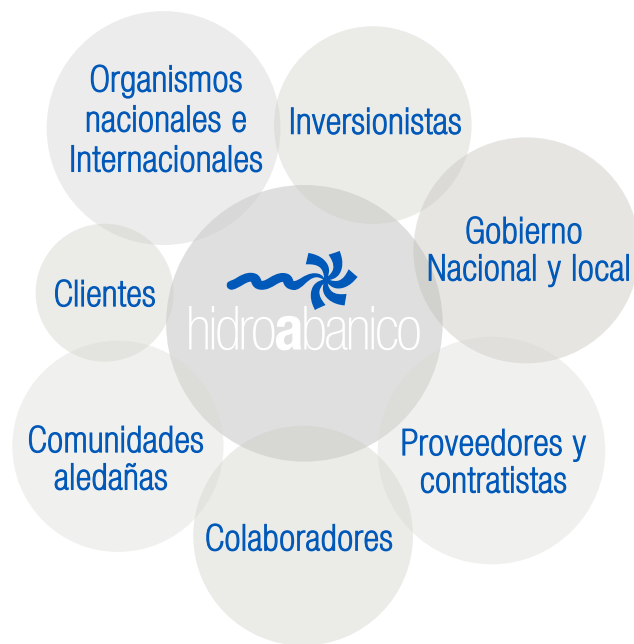 Organismos
nacionales e
Internacionales
Inversionistas
Gobierno
Nacional y local
Clientes
hidroabanico
Comunidades
aledañas
Proveedores y
contratistas
Colaboradores